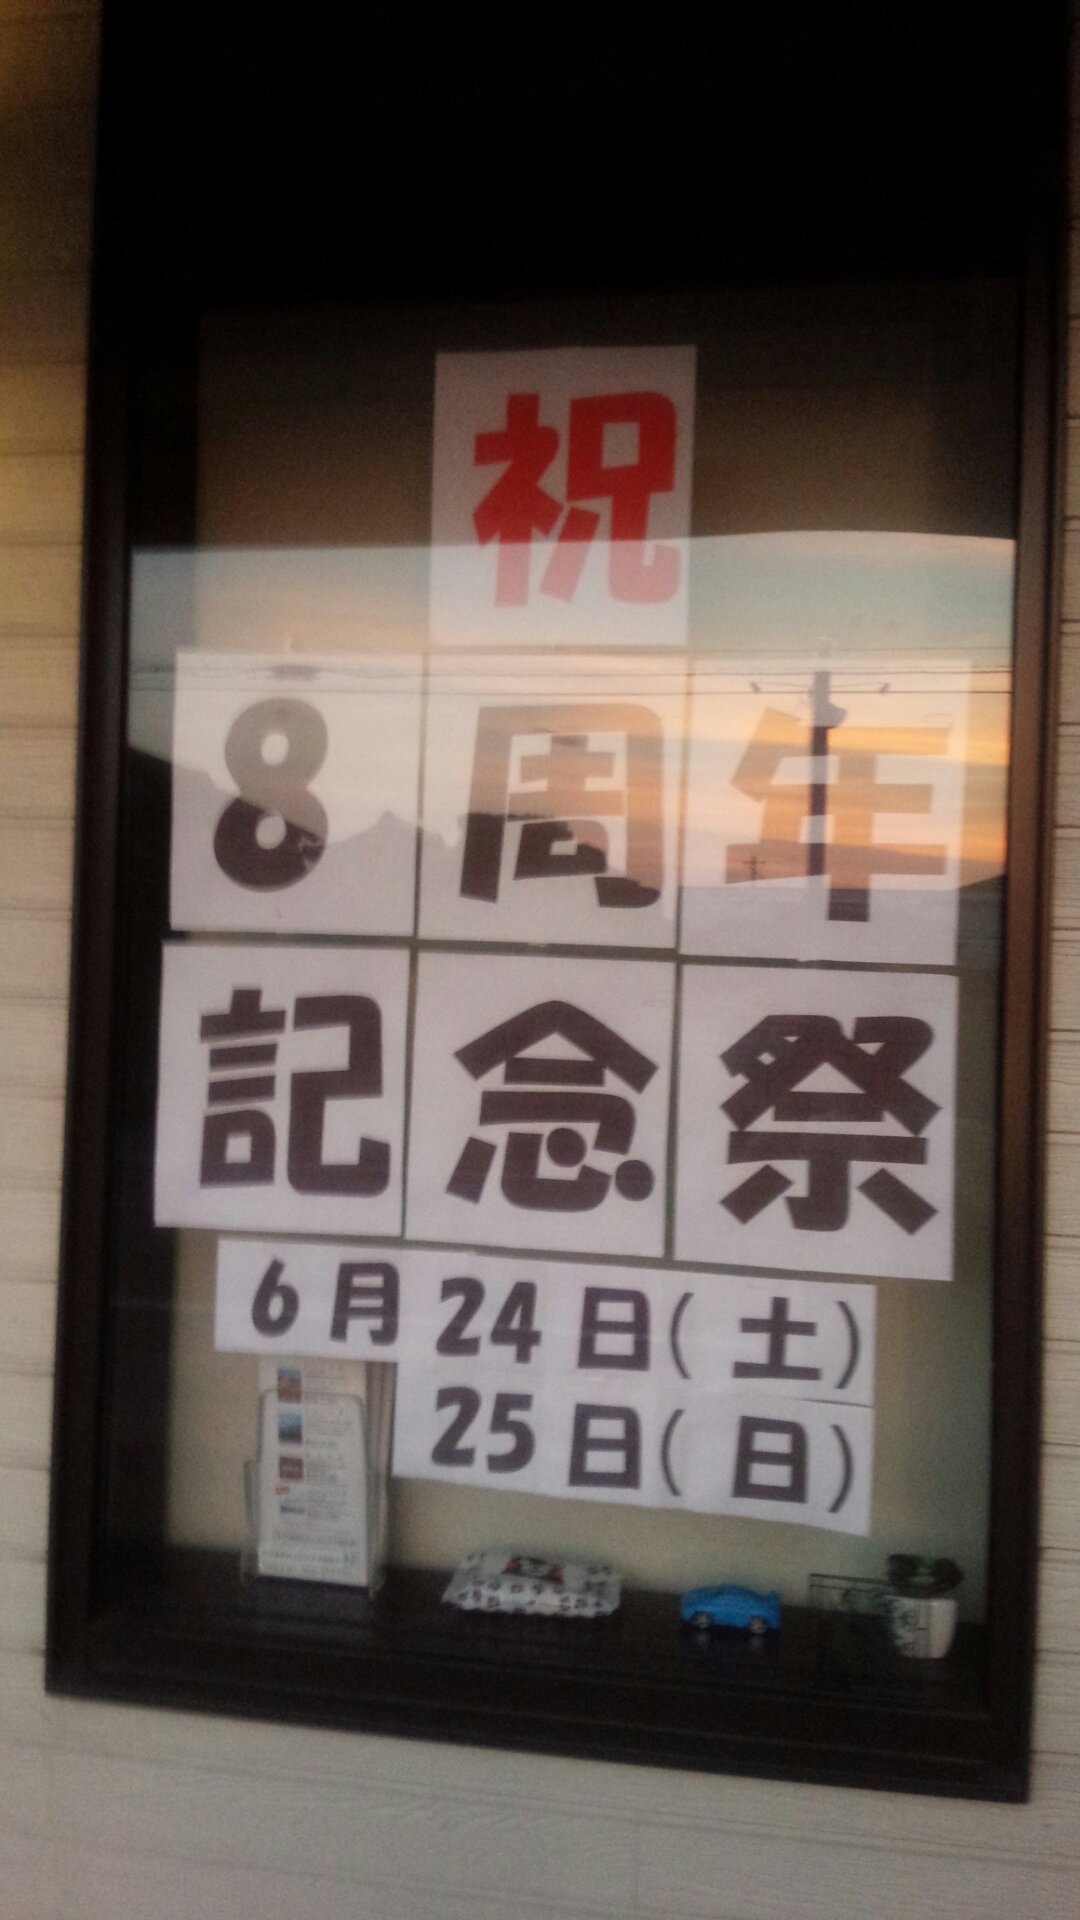 祝
8周年
記念祭
6月24日(土)
25日(日)